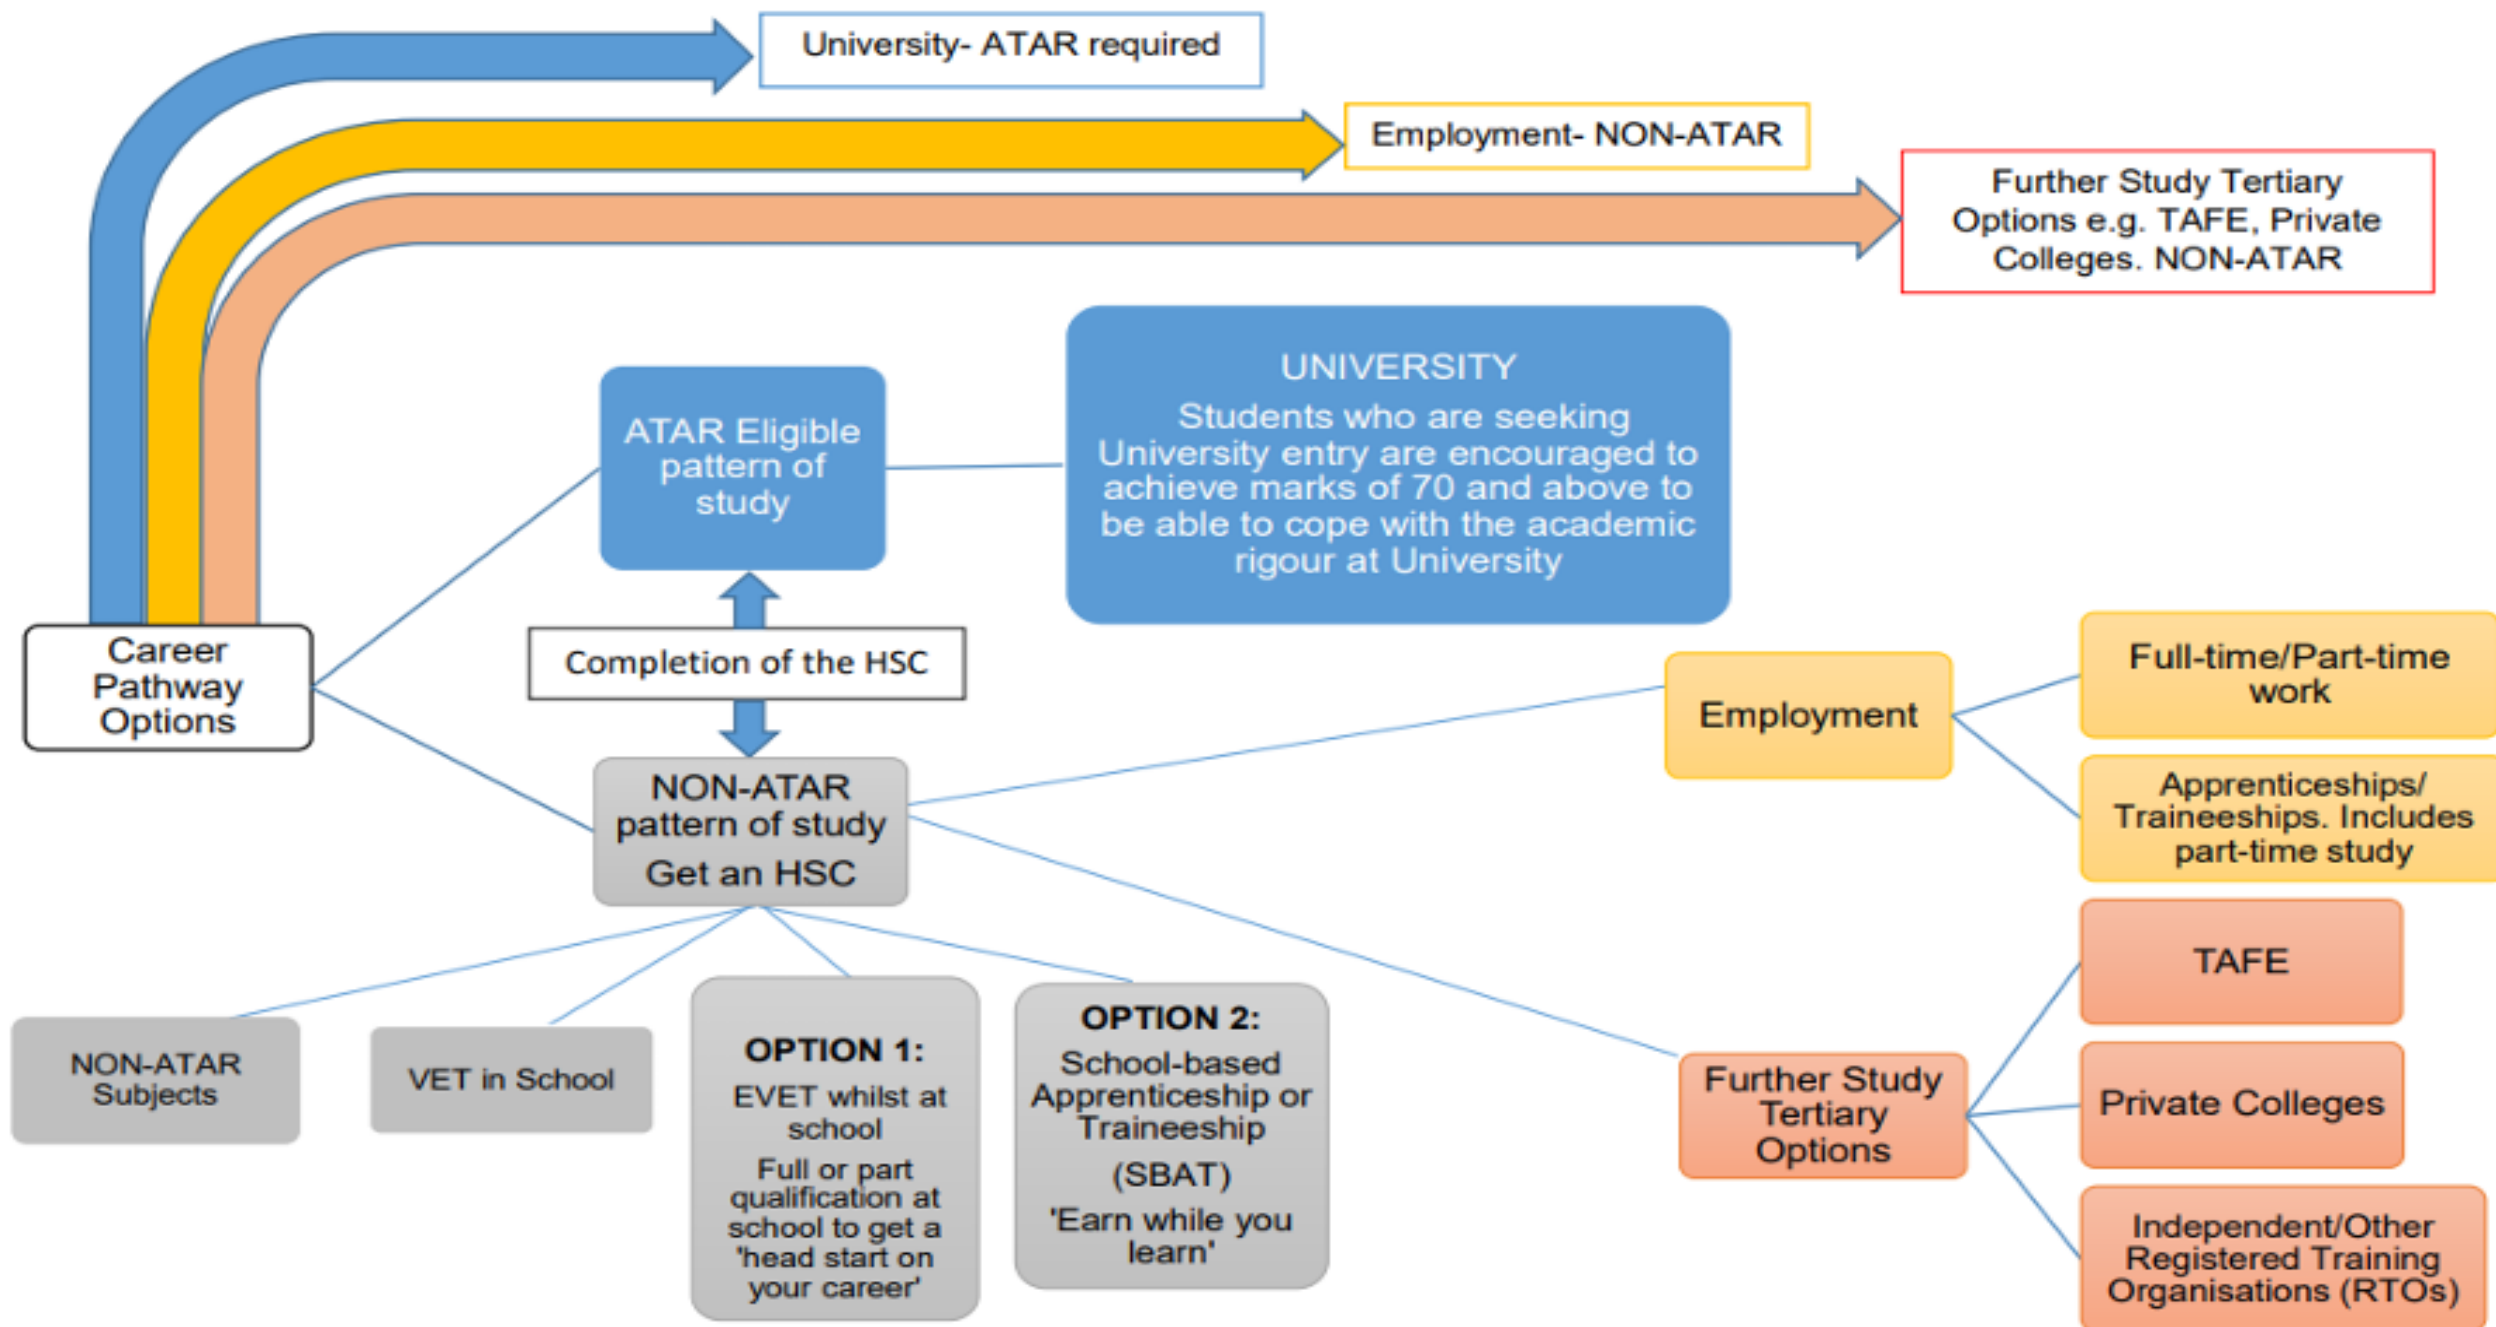 University- ATAR required
Employment- NON-ATAR
Further Study Tertiary
Options e.g. TAFE, Private
Colleges. NON-ATAR
UNIVERSITY
Students who are seeking
University entry are encouraged to
achieve marks of 70 and above to
be able to cope with the academic
rigour at University
ATAR Eligible
pattern of
study
Career
Pathway
Options
Completion of the HSC
NON-ATAR
pattern of study
Get an HSC
Employment
Full-time/Part-time
work
Apprenticeships/
Traineeships. Includes
part-time study
NON-ATAR
Subjects
VET in School
OPTION 1:
EVET whilst at
school
Full or part
qualification at
school to get a
'head start on
your career'
OPTION 2:
School-based
Apprenticeship or
Traineeship
(SBAT)
'Earn while you
learn'
Further Study
Tertiary
Options
TAFE
Private Colleges
Independent/Other
Registered Training
Organisations (RTOs)